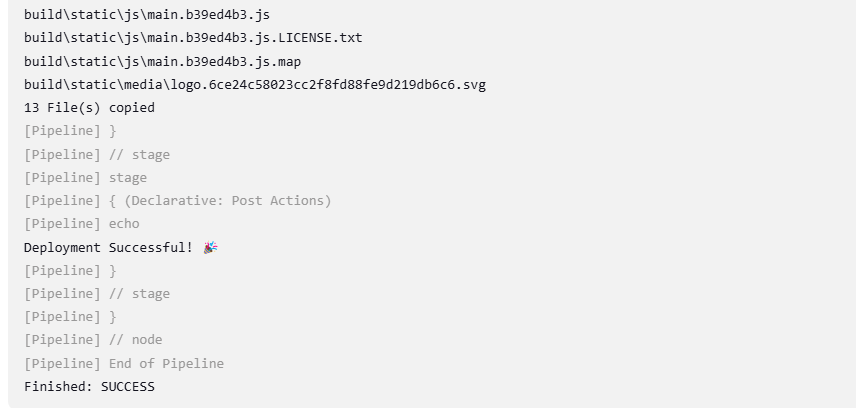 build\static\js\main.b39ed4b3.js
build\static\js\main.b39ed4b3.js.LICENSE.txt
build\static\js\main.b39ed4b3.js.map
build\static\media\logo.6ce24c58023cc2f8fd88fe9d219db6c6.svg
13 File(s) copied
[Pipeline] }
[Pipeline] // stage
[Pipeline] stage
[Pipeline] { (Declarative: Post Actions)
[Pipeline] echo
Deployment Successful! 🎉
[Pipeline] }
[Pipeline] // stage
[Pipeline] }
[Pipeline] // node
[Pipeline] End of Pipeline
Finished: SUCCESS